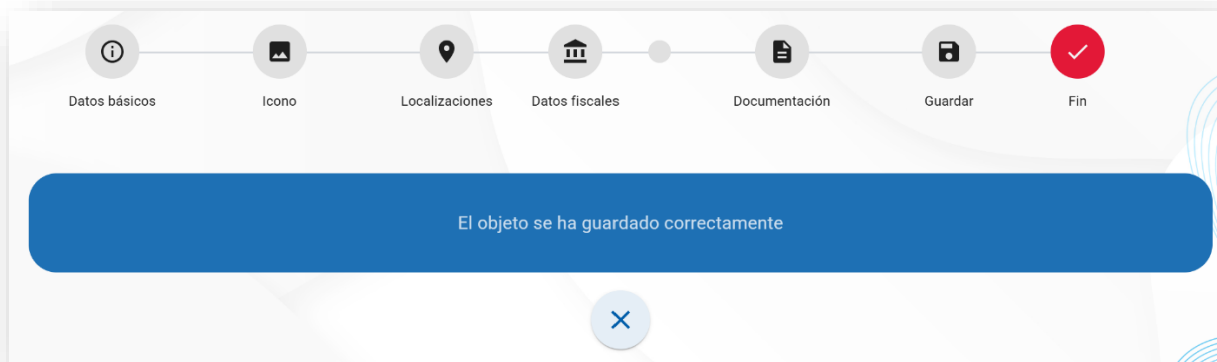 Datos básicos
Icono
Localizaciones
Datos fiscales
Documentación
Guardar
Fin
El objeto se ha guardado correctamente